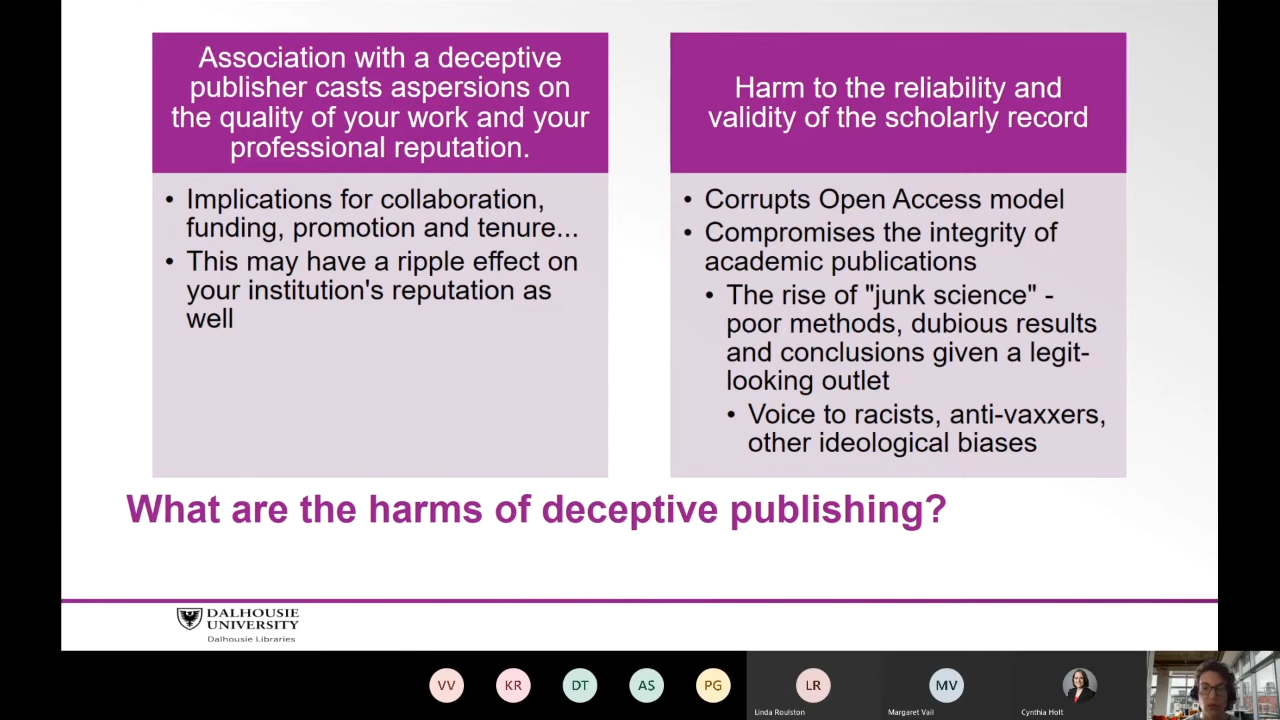 Association with a deceptive
publisher casts aspersions on
the quality of your work and your
professional reputation.
• Implications for collaboration,
funding, promotion and tenure...
• This may have a ripple effect on
your institution's reputation as
well
Harm to the reliability and
validity of the scholarly record
• Corrupts Open Access model
• Compromises the integrity of
academic publications
• The rise of "junk science" -
poor methods, dubious results
and conclusions given a legit-
looking outlet
• Voice to racists, anti-vaxxers,
other ideological biases
What are the harms of deceptive publishing?
DALHOUSIE
UNIVERSITY
Dalhousie Libraries
VV KR DT AS PG LR MV
Linda Roulston Margaret Vail Cynthia Holt